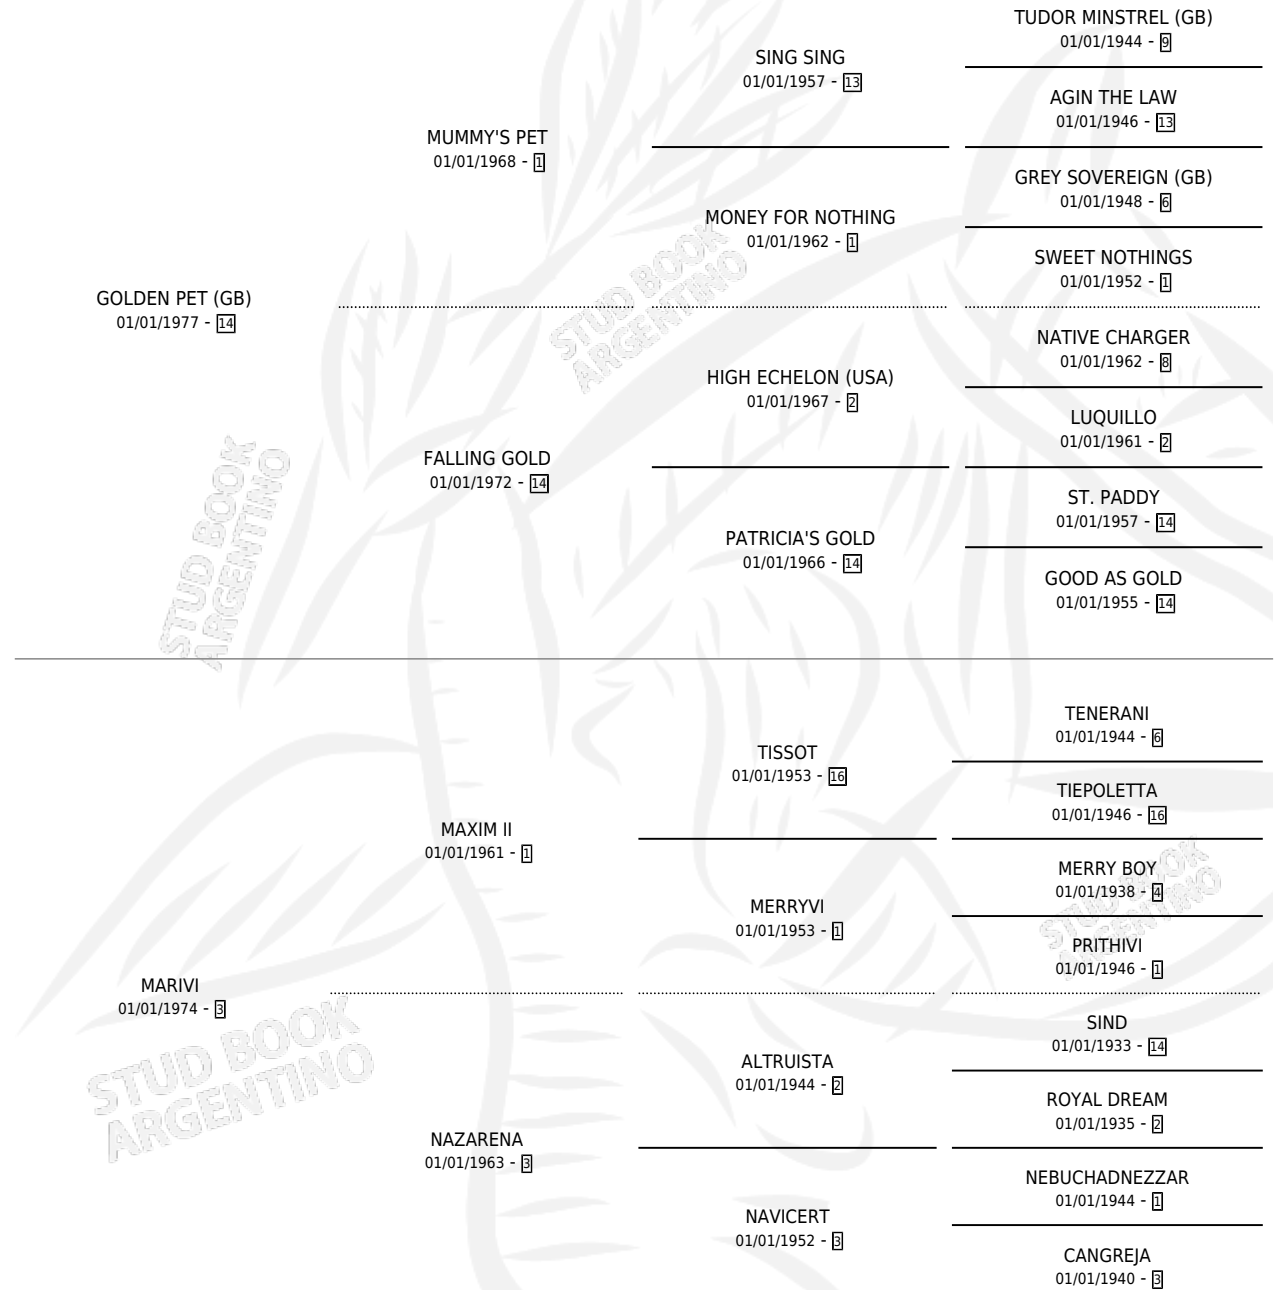 TUDOR MINSTREL (GB)
01/01/1944 - 9
SING SING
01/01/1957 - 13
AGIN THE LAW
01/01/1946 - 13
MUMMY'S PET
01/01/1968 - 1
GREY SOVEREIGN (GB)
01/01/1948 - 6
MONEY FOR NOTHING
01/01/1962 - 1
SWEET NOTHINGS
01/01/1952 - 1
GOLDEN PET (GB)
01/01/1977 - 14
STUD BOOK
ARGENTINO
NATIVE CHARGER
01/01/1962 - 8
HIGH ECHELON (USA)
01/01/1967 - 2
LUQUILLO
01/01/1961 - 2
FALLING GOLD
01/01/1972 - 14
ST. PADDY
01/01/1957 - 14
PATRICIA'S GOLD
01/01/1966 - 14
GOOD AS GOLD
01/01/1955 - 14
STUD BOOK
ARGENTINO
TENERANI
01/01/1944 - 6
TISSOT
01/01/1953 - 16
TIEPOLETTA
01/01/1946 - 16
MAXIM II
01/01/1961 - 1
MERRY BOY
01/01/1938 - 4
MERRYVI
01/01/1953 - 1
STUD BOOK
ARGENTINO
PRITHIVI
01/01/1946 - 1
MARIVI
01/01/1974 - 3
STUD BOOK
ARGENTINO
SIND
01/01/1933 - 14
ALTRUISTA
01/01/1944 - 2
ROYAL DREAM
01/01/1935 - 2
NAZARENA
01/01/1963 - 3
NEBUCHADNEZZAR
01/01/1944 - 1
NAVICERT
01/01/1952 - 3
CANGREJA
01/01/1940 - 3